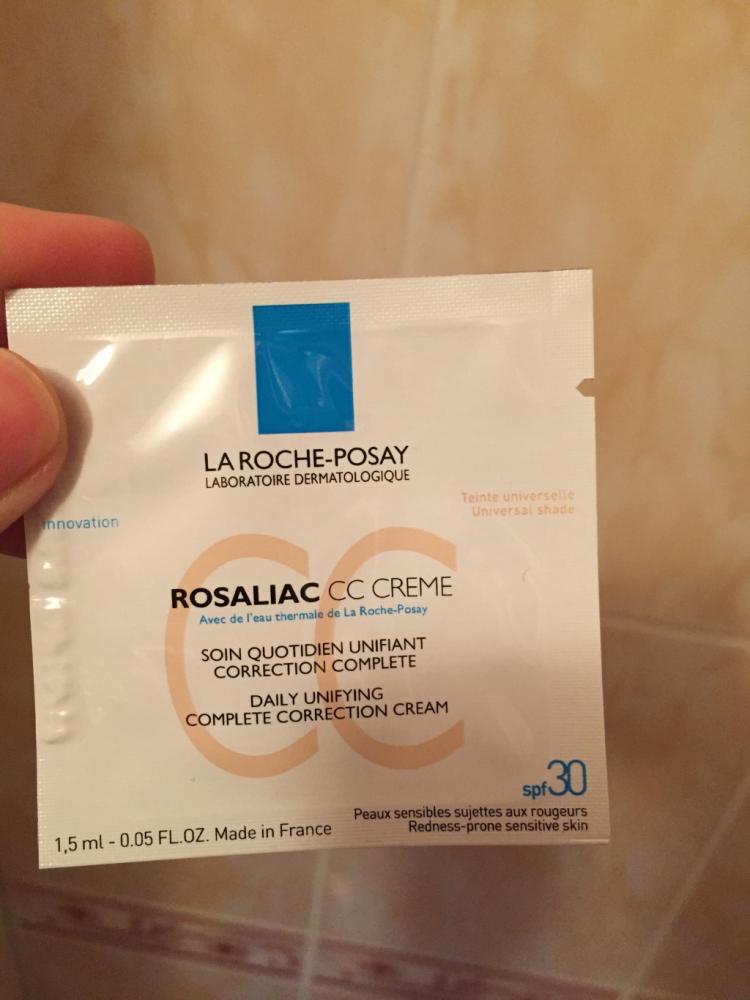 LA ROCHE-POSAY
LABORATOIRE DERMATOLOGIQUE
Teinte universelle
Universal shade
innovation
CC
ROSALIAC CC CREME
Avec de l'eau thermale de La Roche-Posay
SOIN QUOTIDIEN UNIFIANT
CORRECTION COMPLETE
DAILY UNIFYING
COMPLETE CORRECTION CREAM
spf30
Peaux sensibles sujettes aux rougeurs
Redness-prone sensitive skin
1,5 ml - 0.05 FL.OZ. Made in France